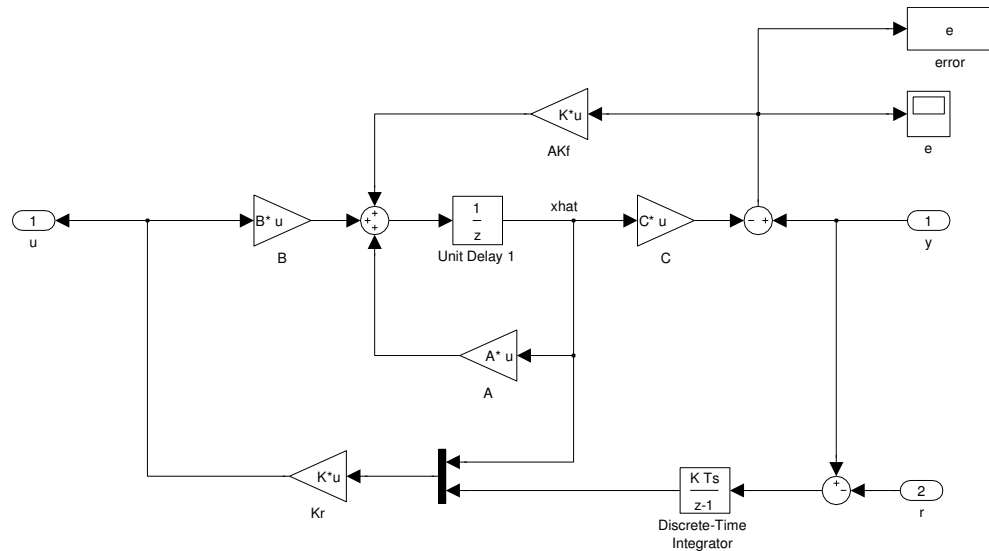 e
error
K*u
AKf
e
1
u
B* u
B
+
+
+
1
z
Unit Delay 1
xhat
C* u
C
−
+
1
y
A* u
A
K*u
Kr
K Ts
z-1
Discrete-Time
Integrator
+
−
2
r